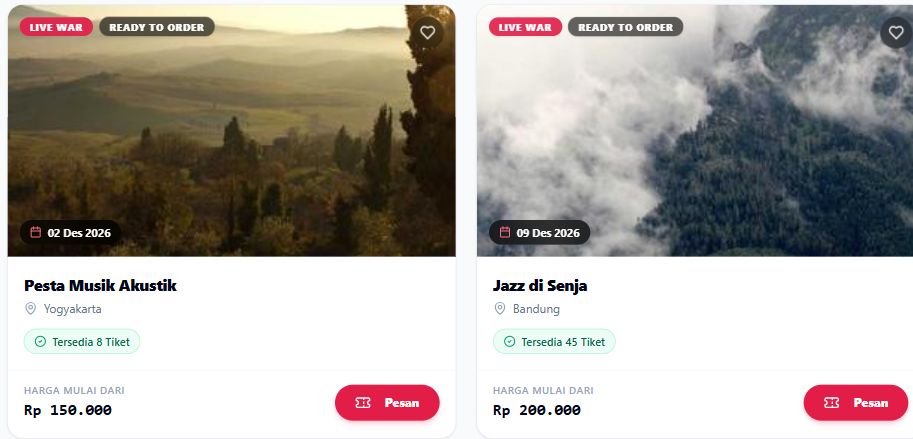 LIVE WAR READY TO ORDER
02 Des 2026
Pesta Musik Akustik
Yogyakarta
Tersedia 8 Tiket
HARGA MULAI DARI
Rp 150.000
Pesan
LIVE WAR READY TO ORDER
09 Des 2026
Jazz di Senja
Bandung
Tersedia 45 Tiket
HARGA MULAI DARI
Rp 200.000
Pesan